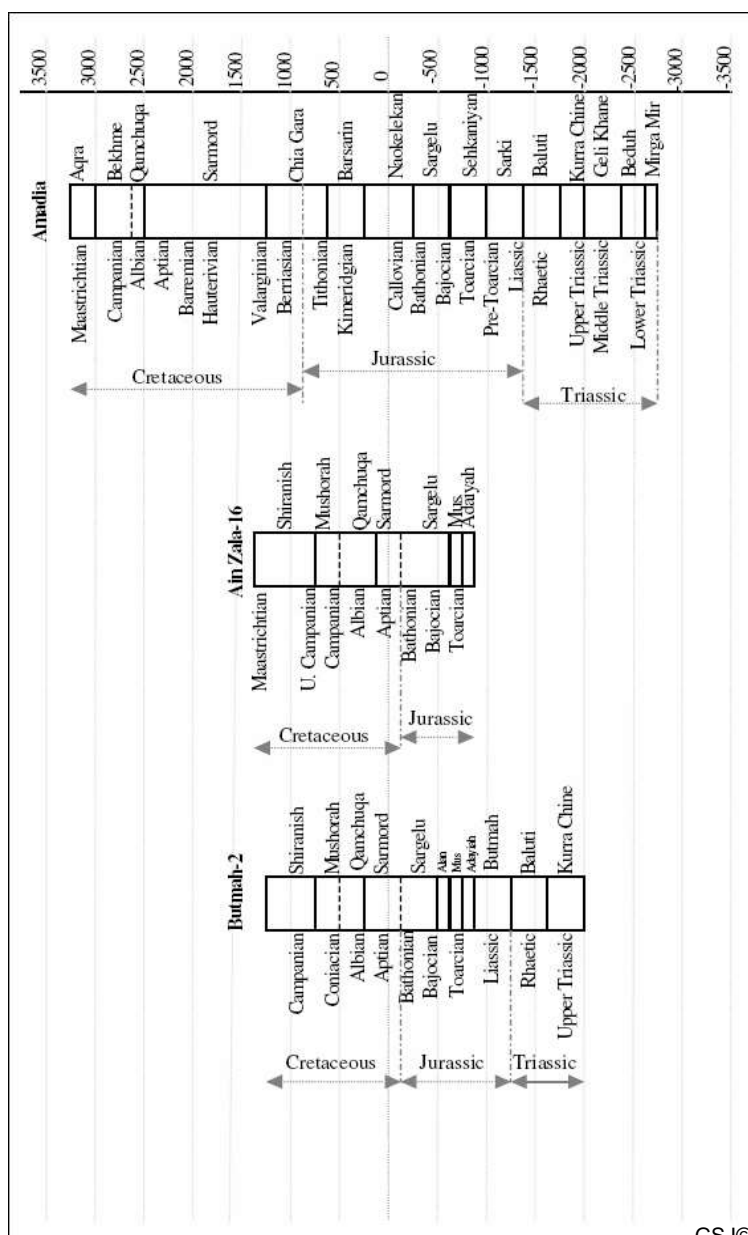 3500
3000
2500
2000
1500
1000
500
0
-500
-1000
-1500
-2000
-2500
-3000
-3500
Amadia
Aqra
Bekhme
Qamchuqa
Sarmord
Chia Gara
Barsarin
Naokelekan
Sargelu
Sehkaniyan
Sarki
Baluti
Kurra Chine
Geli Khane
Beduh
Mirga Mir
Maastrichtian
Campanian
Albian
Aptian
Barremian
Hauterivian
Valarginian
Berriasian
Tithonian
Kimeridgian
Callovian
Bathonian
Bajocian
Toarcian
Pre-Toarcian
Liassic
Rhaetic
Upper Triassic
Middle Triassic
Lower Triassic
Cretaceous
Jurassic
Triassic
Ain Zala-16
Shiranish
Mushorah
Qamchuqa
Sarmord
Sargelu
Mus
Adaiyah
Maastrichtian
U. Campanian
Campanian
Albian
Aptian
Bathonian
Bajocian
Toarcian
Cretaceous
Jurassic
Butmah-2
Shiranish
Mushorah
Qamchuqa
Sarmord
Sargelu
Alan
Mus
Adayiah
Butmah
Baluti
Kurra Chine
Campanian
Coniacian
Albian
Aptian
Bathonian
Bajocian
Toarcian
Liassic
Rhaetic
Upper Triassic
Cretaceous
Jurassic
Triassic